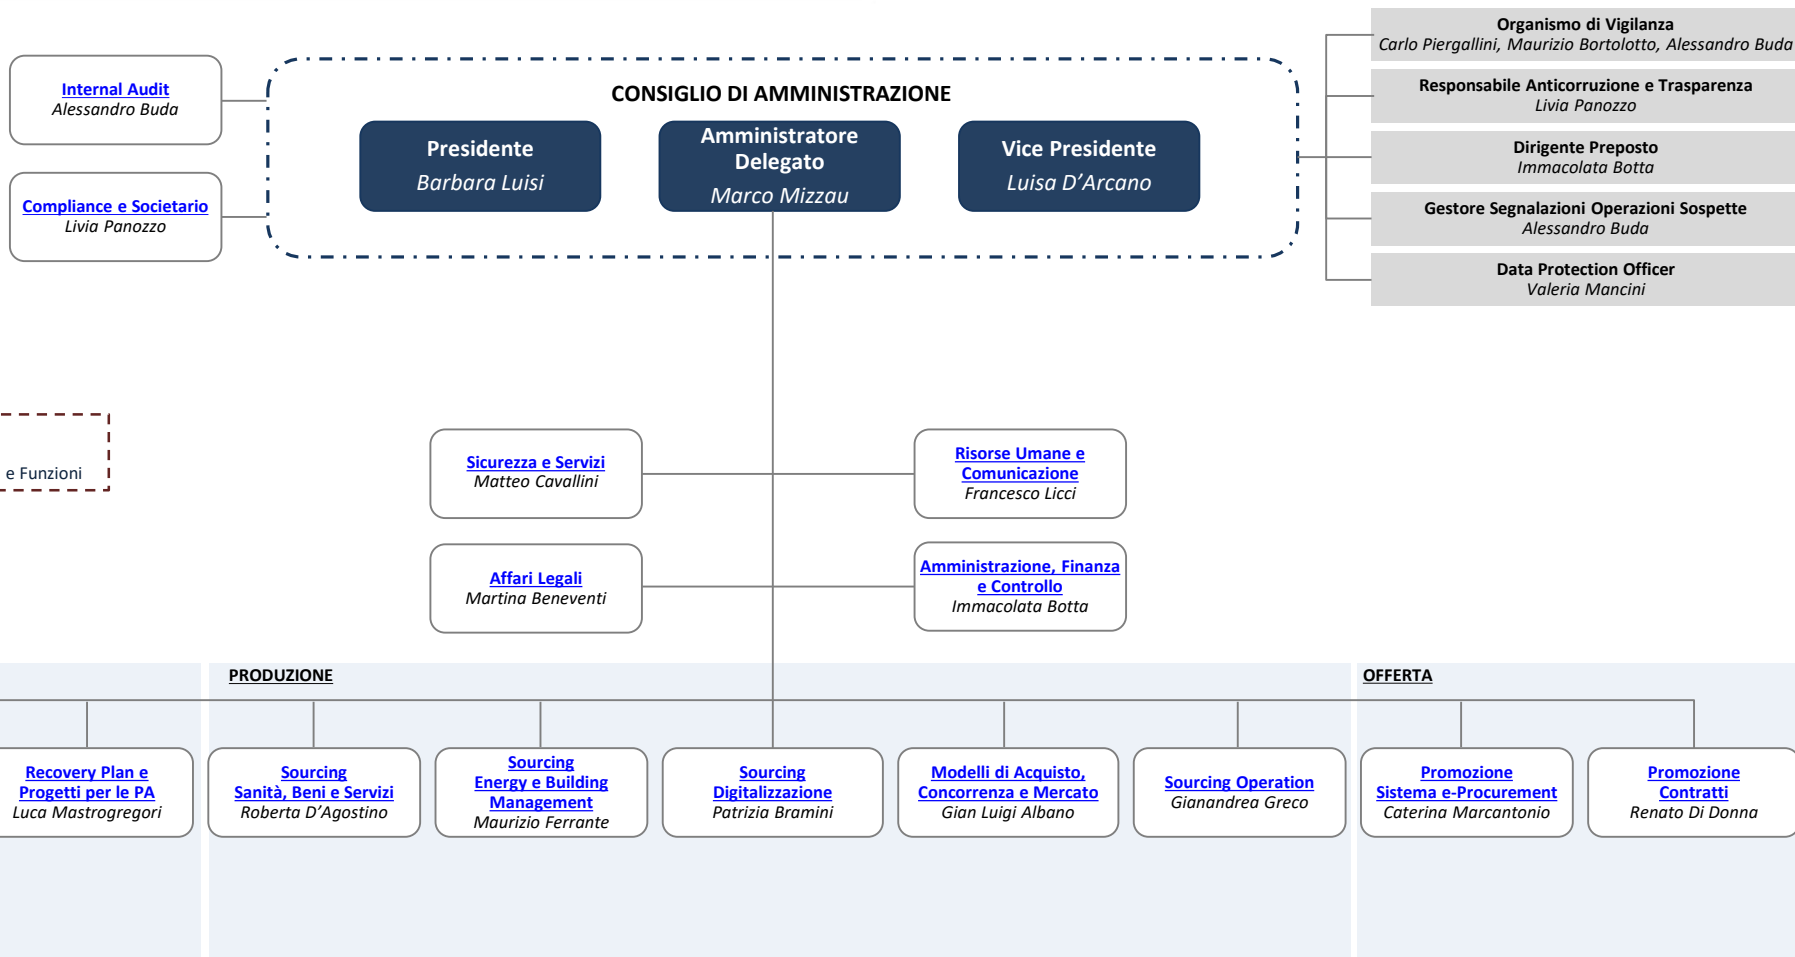 Organismo di Vigilanza
Carlo Piergallini, Maurizio Bortolotto, Alessandro Buda
Internal Audit
Alessandro Buda
CONSIGLIO DI AMMINISTRAZIONE
Responsabile Anticorruzione e Trasparenza
Livia Panozzo
Presidente
Barbara Luisi
Amministratore
Delegato
Marco Mizzau
Vice Presidente
Luisa D’Arcano
Dirigente Preposto
Immacolata Botta
Compliance e Societario
Livia Panozzo
Gestore Segnalazioni Operazioni Sospette
Alessandro Buda
Data Protection Officer
Valeria Mancini
e Funzioni
Sicurezza e Servizi
Matteo Cavallini
Risorse Umane e
Comunicazione
Francesco Licci
Affari Legali
Martina Beneventi
Amministrazione, Finanza
e Controllo
Immacolata Botta
PRODUZIONE
OFFERTA
Recovery Plan e
Progetti per le PA
Luca Mastrogregori
Sourcing
Sanità, Beni e Servizi
Roberta D’Agostino
Sourcing
Energy e Building
Management
Maurizio Ferrante
Sourcing
Digitalizzazione
Patrizia Bramini
Modelli di Acquisto,
Concorrenza e Mercato
Gian Luigi Albano
Sourcing Operation
Gianandrea Greco
Promozione
Sistema e-Procurement
Caterina Marcantonio
Promozione
Contratti
Renato Di Donna